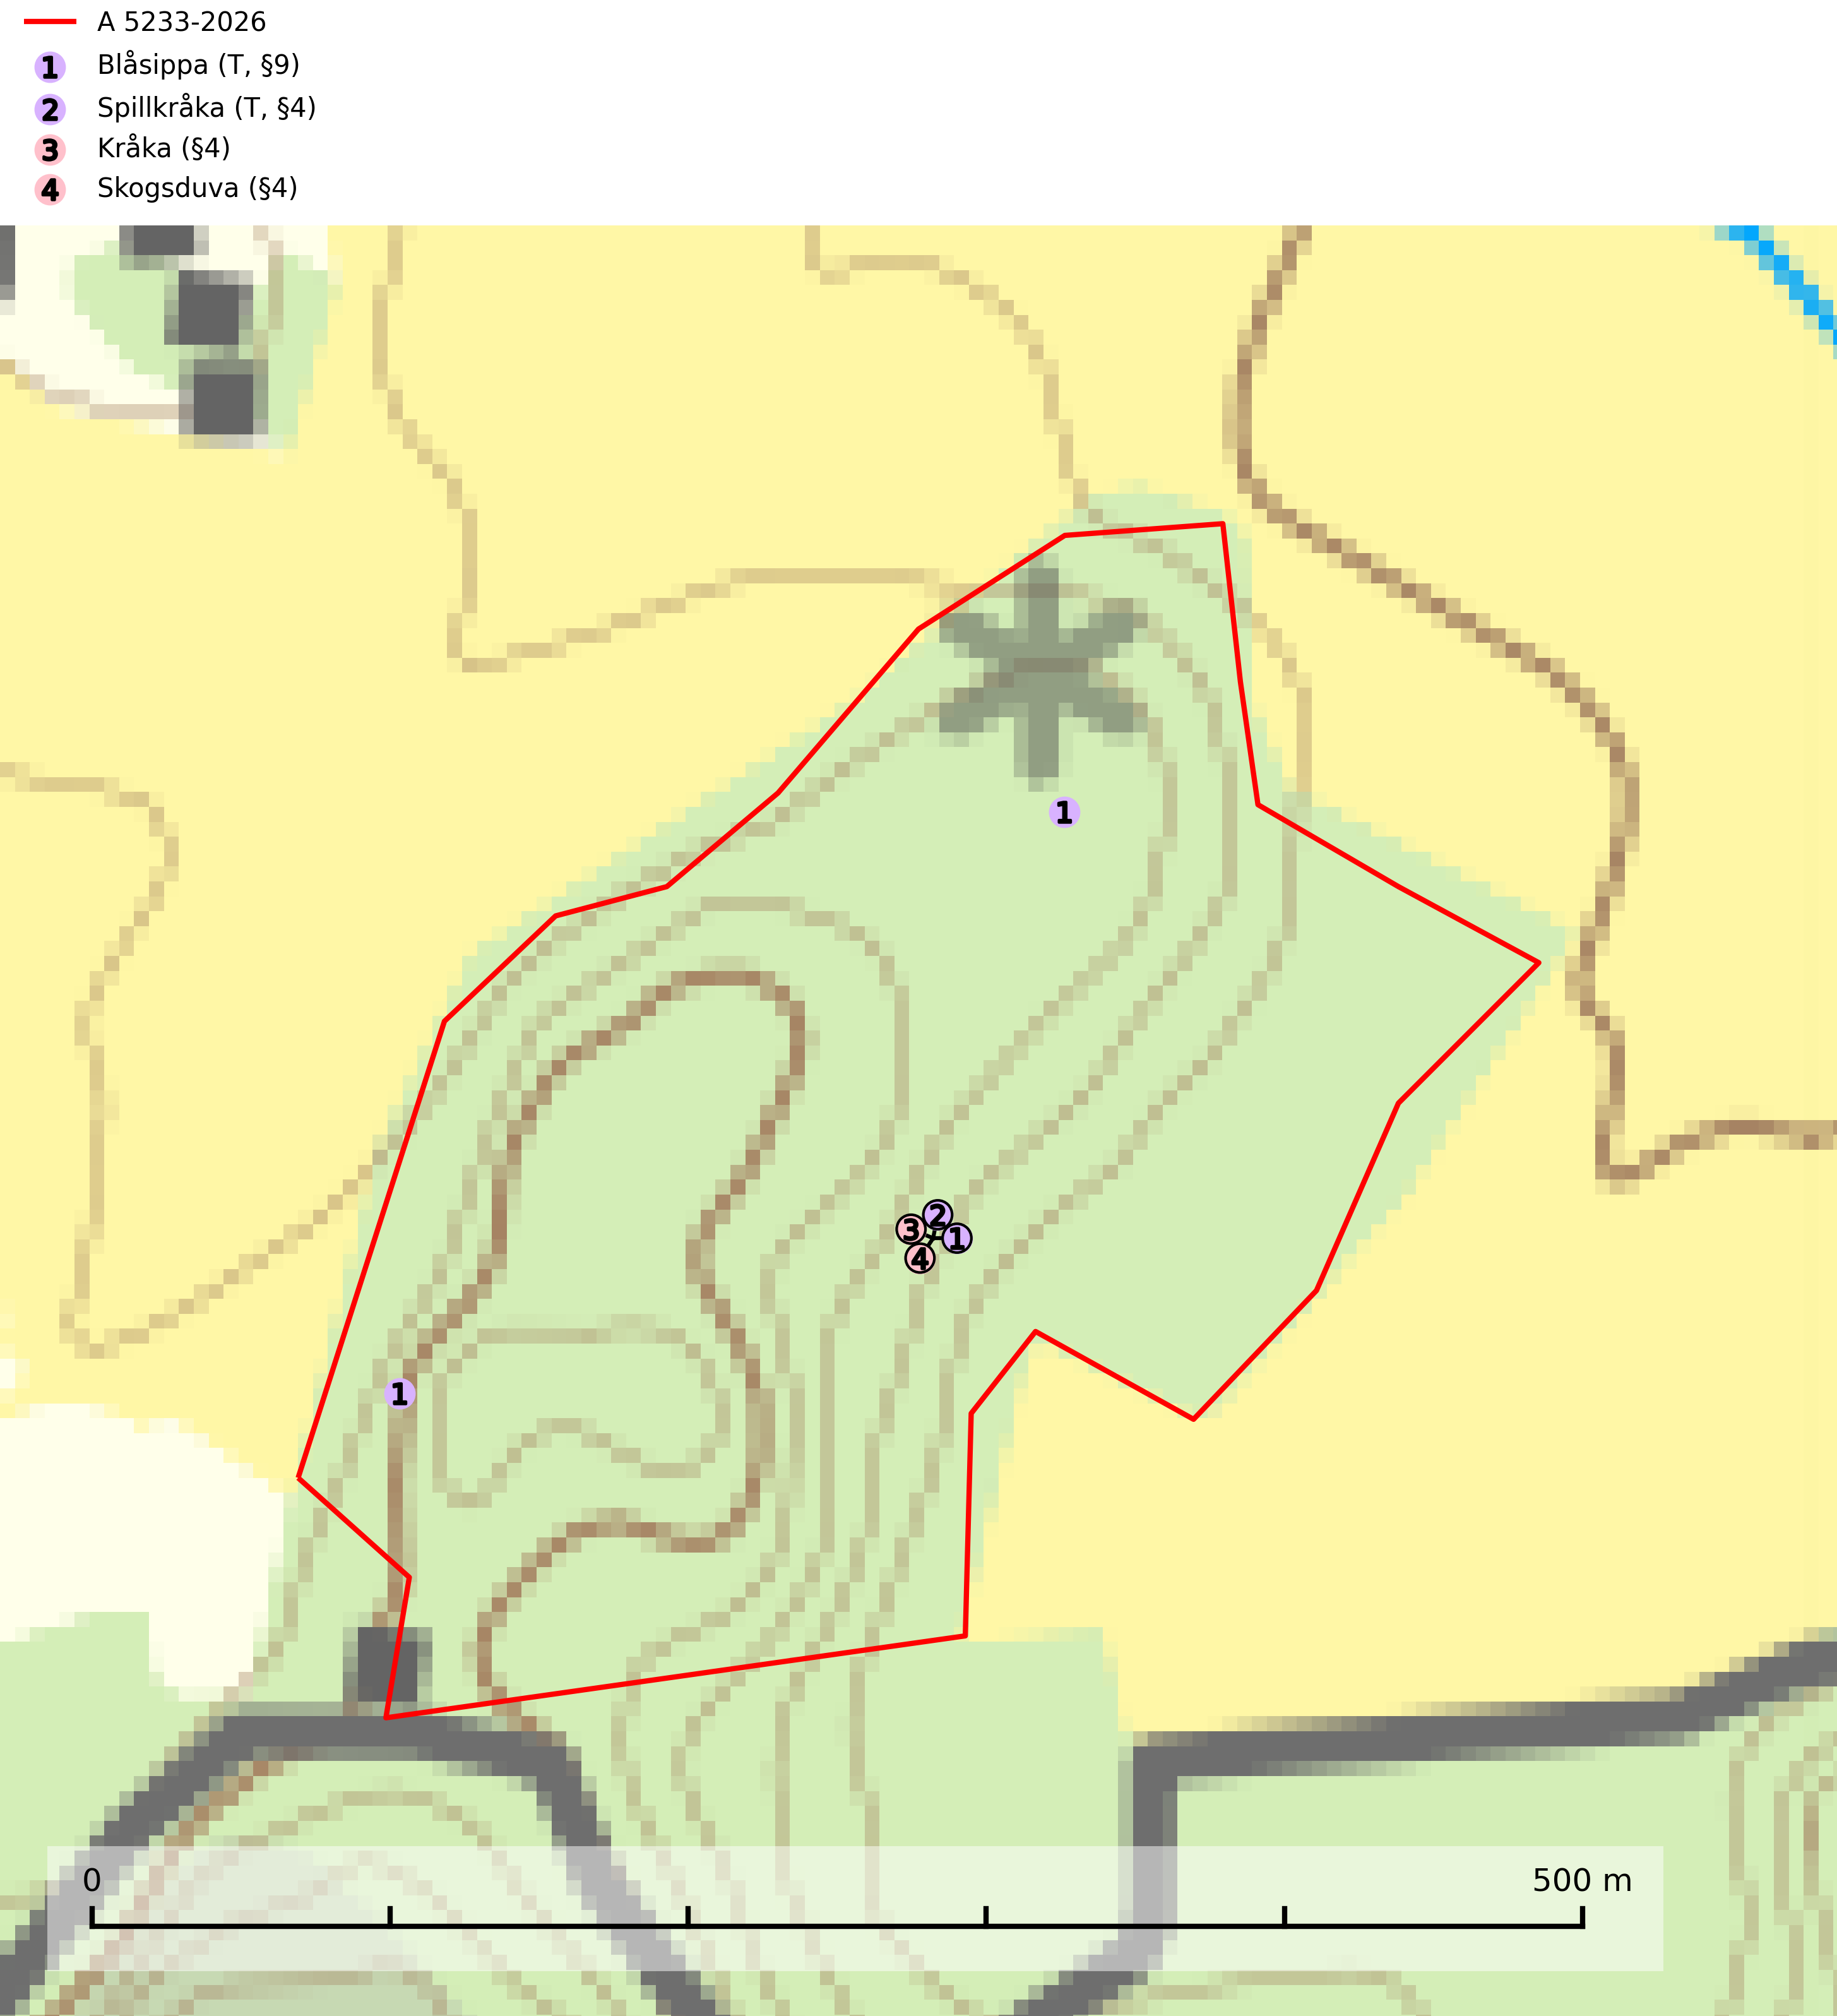 A 5233-2026
1 Blåsippa (T, §9)
2 Spillkråka (T, §4)
3 Kråka (§4)
4 Skogsduva (§4)
1
2
3 1
4
1
0 500 m